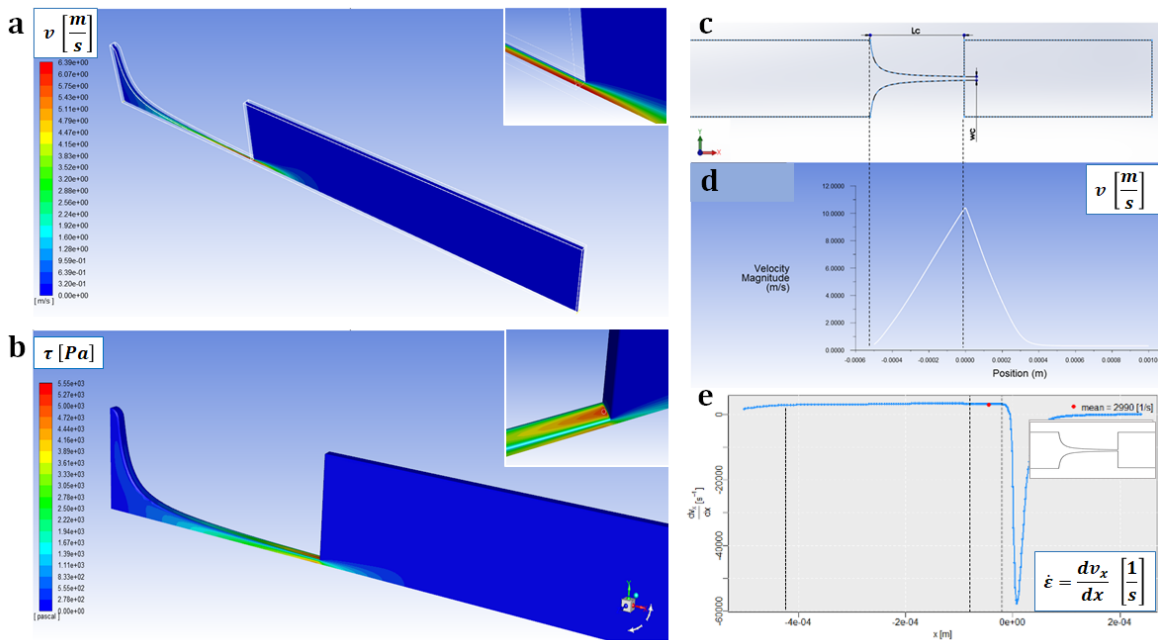 a
v [m/s]
6.39e+00
6.07e+00
5.75e+00
5.43e+00
5.11e+00
4.79e+00
4.47e+00
4.15e+00
3.83e+00
3.52e+00
3.20e+00
2.88e+00
2.56e+00
2.24e+00
1.92e+00
1.60e+00
1.28e+00
9.59e-01
6.39e-01
3.20e-01
0.00e+00
[ m/s ]
b
τ [Pa]
5.55e+03
5.27e+03
5.00e+03
4.72e+03
4.44e+03
4.16e+03
3.89e+03
3.61e+03
3.33e+03
3.05e+03
2.78e+03
2.50e+03
2.22e+03
1.94e+03
1.67e+03
1.39e+03
1.11e+03
8.33e+02
5.55e+02
2.78e+02
0.00e+00
[ pascal ]
Y
c
Lc
wc
Y
X
d
v [m/s]
12.0000
10.0000
8.0000
6.0000
4.0000
2.0000
0.0000
Velocity
Magnitude
(m/s)
-0.0006 -0.0004 -0.0002 0.0000 0.0002 0.0004 0.0006 0.0008 0.0010
Position (m)
e
mean = 2990 [1/s]
0
-20000
-40000
-60000
dvₓ/dx [s⁻¹]
ε̇ = dvₓ/dx [1/s]
-4e-04 -2e-04 0e+00 2e-04
x [m]